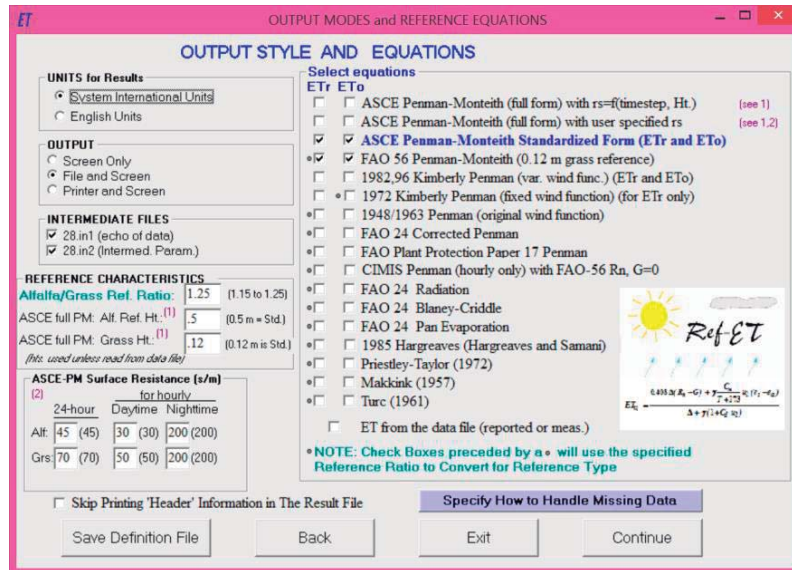 ET
OUTPUT MODES and REFERENCE EQUATIONS
OUTPUT STYLE AND EQUATIONS
UNITS for Results
System International Units
English Units
OUTPUT
Screen Only
File and Screen
Printer and Screen
INTERMEDIATE FILES
28.in1 (echo of data)
28.in2 (Intermed. Param.)
REFERENCE CHARACTERISTICS
Alfalfa/Grass Ref. Ratio: 1.25 (1.15 to 1.25)
ASCE full PM: Alf. Ref. Ht.:(1) .5 (0.5 m = Std.)
ASCE full PM: Grass Ht.:(1) .12 (0.12 m is Std.)
(hts. used unless read from data file)
ASCE-PM Surface Resistance (s/m)
(2) for hourly
24-hour Daytime Nighttime
Alf: 45 (45) 30 (30) 200 (200)
Grs: 70 (70) 50 (50) 200 (200)
Select equations
ETr ETo
ASCE Penman-Monteith (full form) with rs=f(timestep, Ht.) (see 1)
ASCE Penman-Monteith (full form) with user specified rs (see 1,2)
ASCE Penman-Monteith Standardized Form (ETr and ETo)
FAO 56 Penman-Monteith (0.12 m grass reference)
1982,96 Kimberly Penman (var. wind func.) (ETr and ETo)
1972 Kimberly Penman (fixed wind function) (for ETr only)
1948/1963 Penman (original wind function)
FAO 24 Corrected Penman
FAO Plant Protection Paper 17 Penman
CIMIS Penman (hourly only) with FAO-56 Rn, G=0
FAO 24 Radiation
FAO 24 Blaney-Criddle
FAO 24 Pan Evaporation
1985 Hargreaves (Hargreaves and Samani)
Priestley-Taylor (1972)
Makkink (1957)
Turc (1961)
ET from the data file (reported or meas.)
NOTE: Check Boxes preceded by a will use the specified
Reference Ratio to Convert for Reference Type
Ref-ET
Skip Printing 'Header' Information in The Result File
Specify How to Handle Missing Data
Save Definition File
Back
Exit
Continue